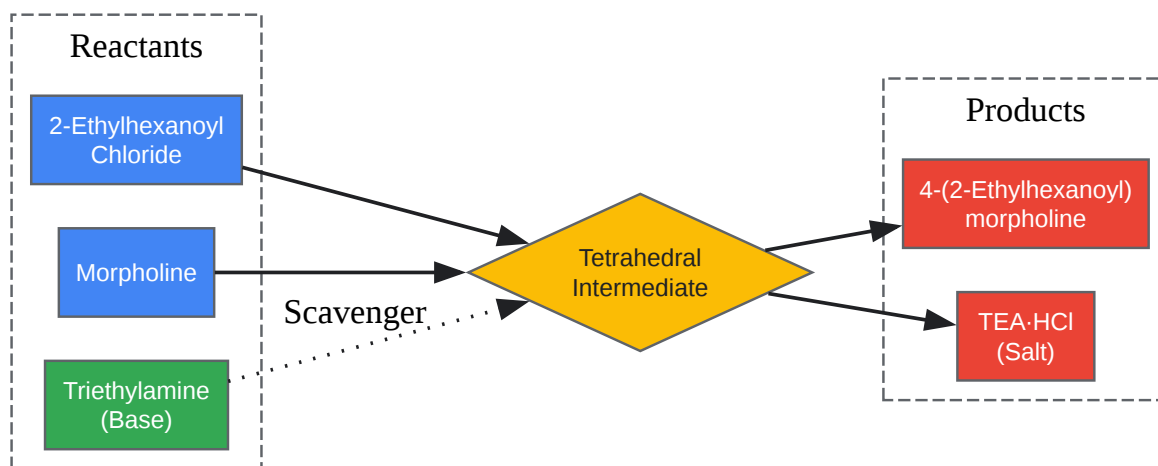 Reactants
2-Ethylhexanoyl
Chloride
Morpholine
Triethylamine
(Base)
Scavenger
Tetrahedral
Intermediate
Products
4-(2-Ethylhexanoyl)
morpholine
TEA·HCl
(Salt)